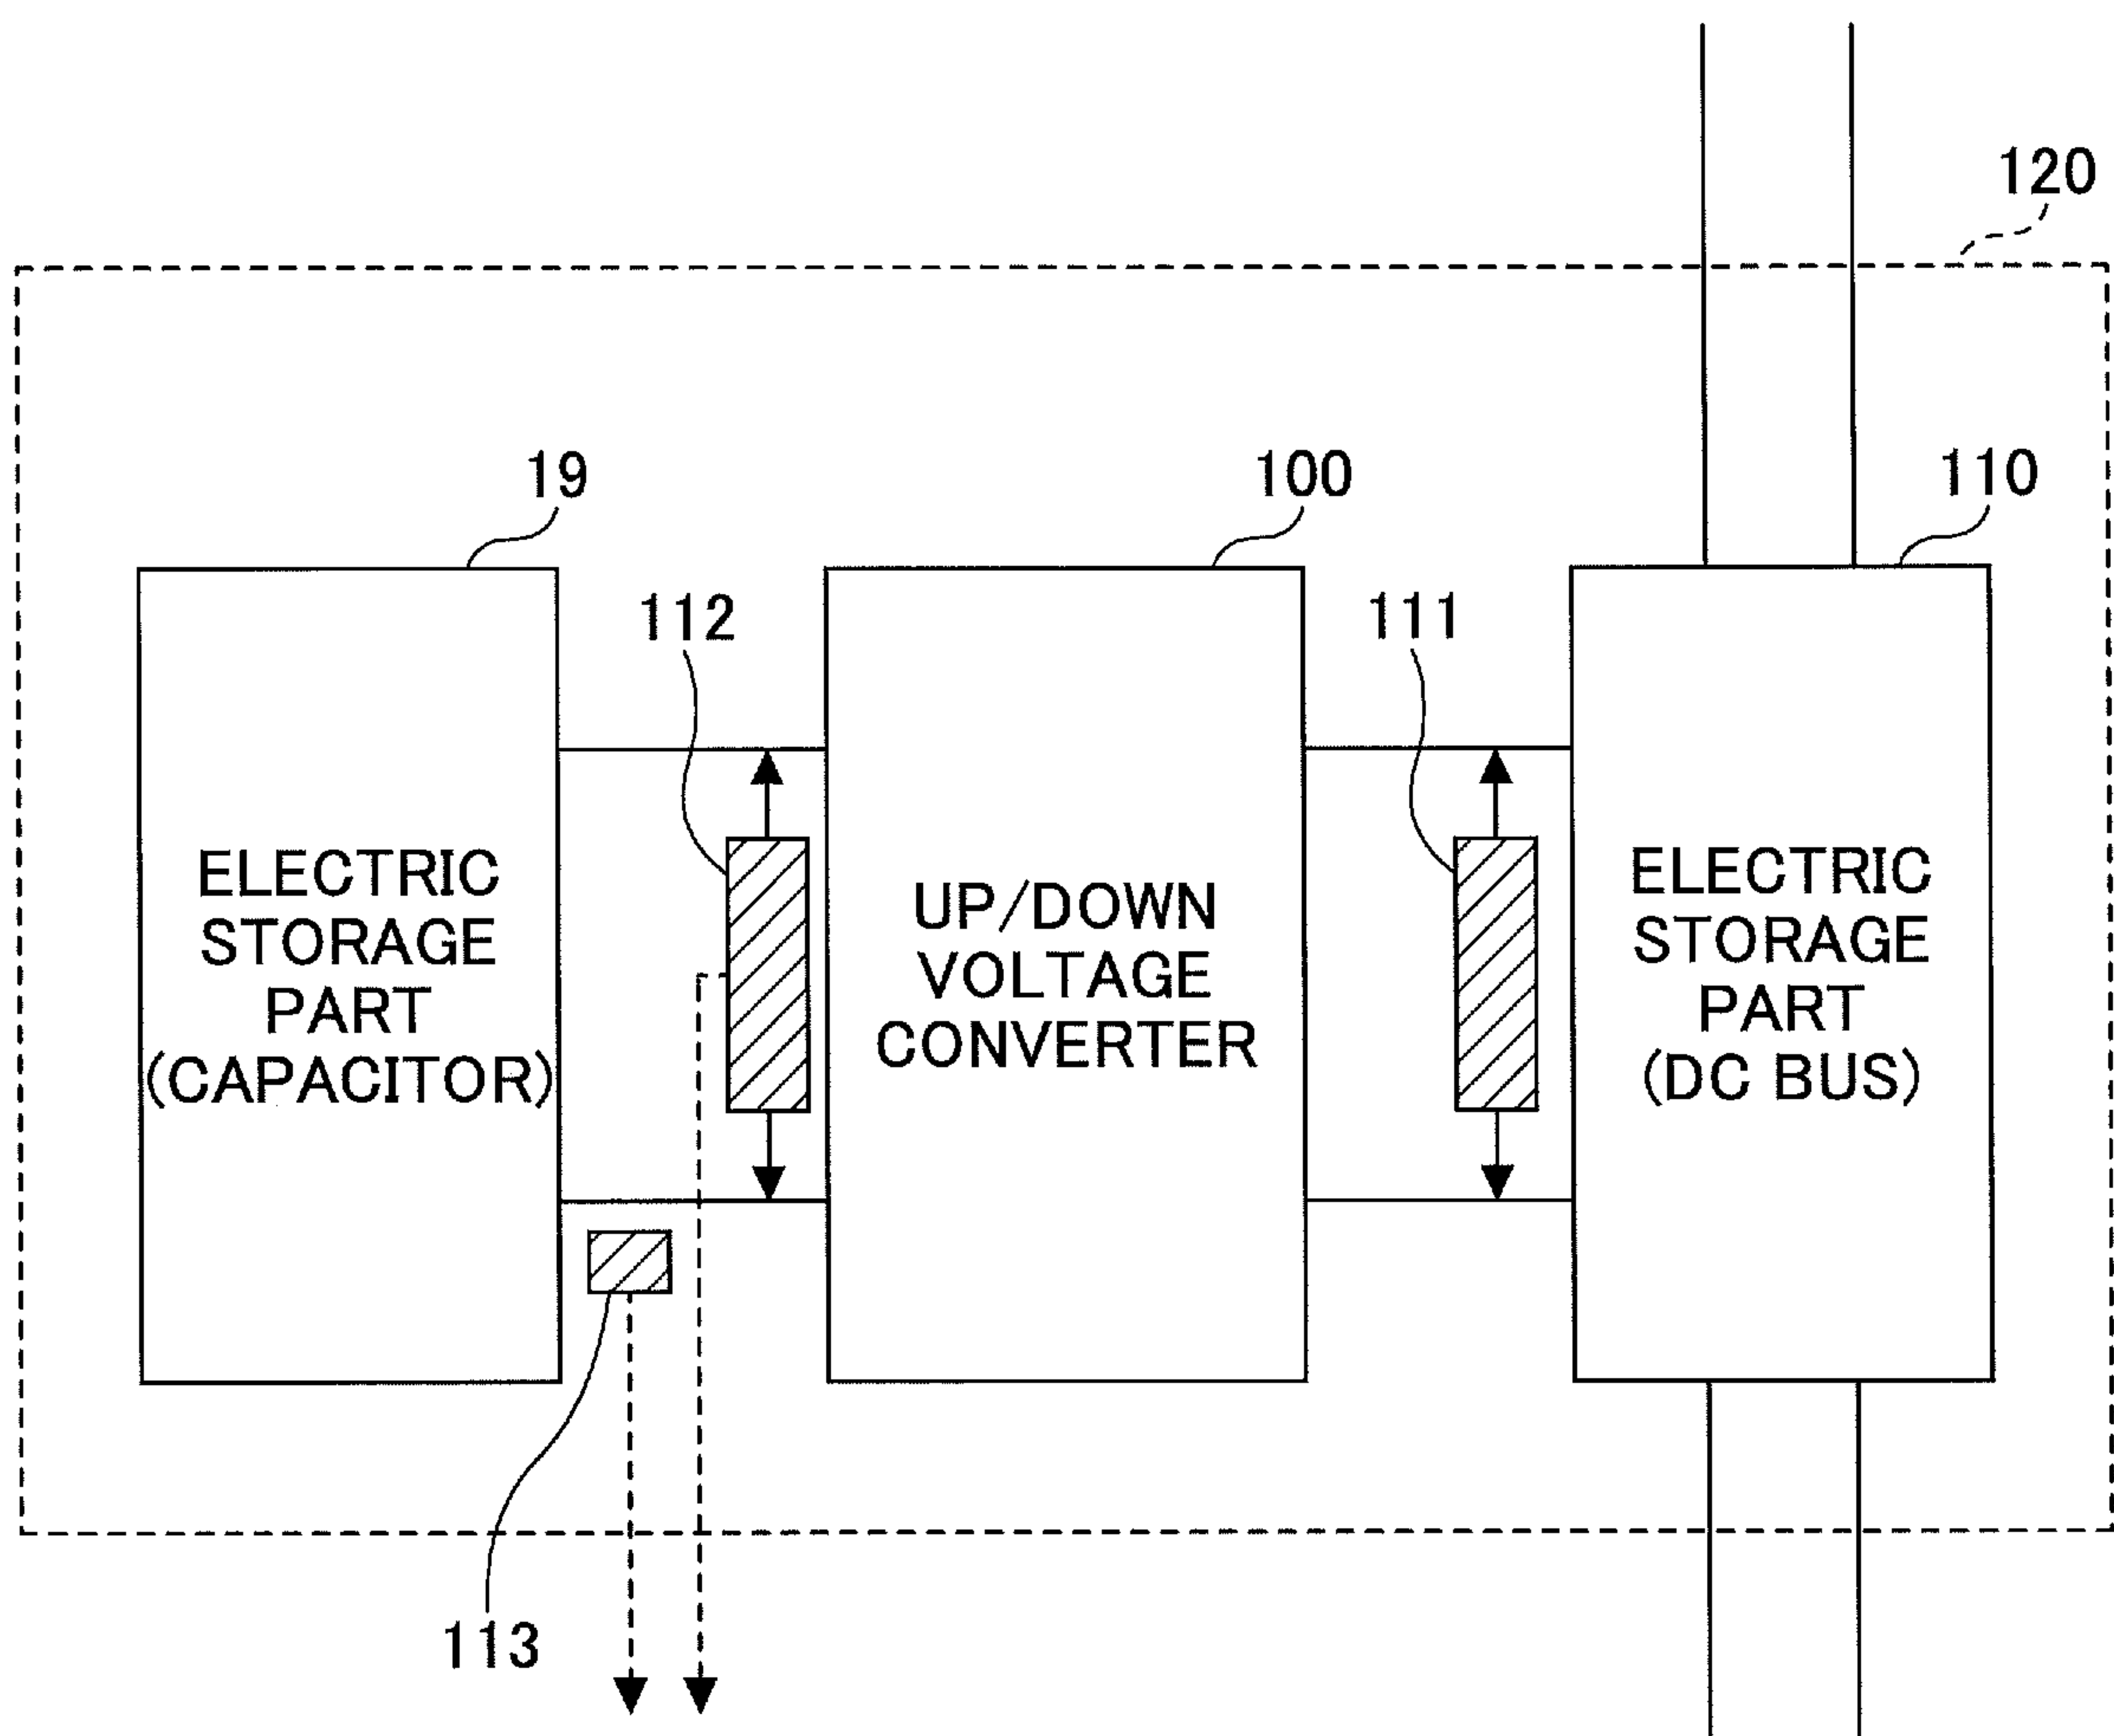 120
19
100
110
112
111
ELECTRIC
STORAGE
PART
(CAPACITOR)
UP/DOWN
VOLTAGE
CONVERTER
ELECTRIC
STORAGE
PART
(DC BUS)
113